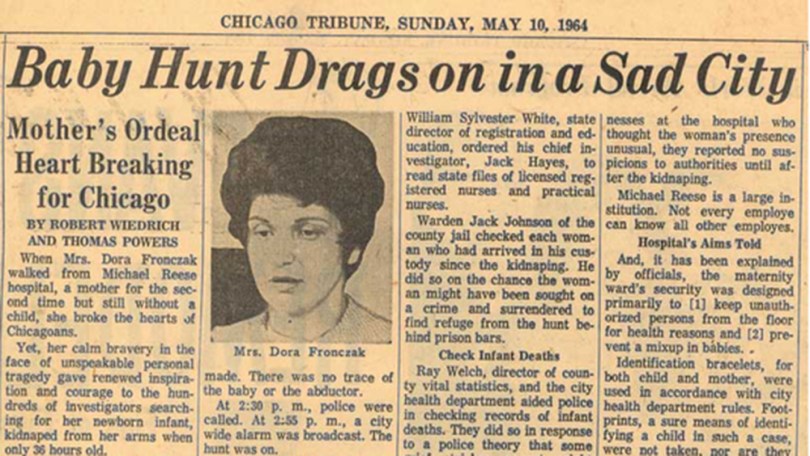 CHICAGO TRIBUNE, SUNDAY, MAY 10, 1964
Baby Hunt Drags on in a Sad City
Mother's Ordeal
Heart Breaking
for Chicago
BY ROBERT WIEDRICH
AND THOMAS POWERS
When Mrs. Dora Fronczak
walked from Michael Reese
hospital, a mother for the sec-
ond time but still without a
child, she broke the hearts of
Chicagoans.
Yet, her calm bravery in the
face of unspeakable personal
tragedy gave renewed inspira-
tion and courage to the hun-
dreds of investigators search-
ing for her newborn infant,
kidnaped from her arms when
only 36 hours old.
Mrs. Dora Fronczak
made. There was no trace of
the baby or the abductor.
At 2:30 p. m., police were
called. At 2:55 p. m., a city
wide alarm was broadcast. The
hunt was on.
William Sylvester White, state
director of registration and ed-
ucation, ordered his chief in-
vestigator, Jack Hayes, to
read state files of licensed reg-
istered nurses and practical
nurses.
Warden Jack Johnson of the
county jail checked each wom-
an who had arrived in his cus-
tody since the kidnaping. He
did so on the chance the wom-
an might have been sought on
a crime and surrendered to
find refuge from the hunt be-
hind prison bars.
Check Infant Deaths
Ray Welch, director of coun-
ty vital statistics, and the city
health department aided police
in checking records of infant
deaths. They did so in response
to a police theory that some
nesses at the hospital who
thought the woman's presence
unusual, they reported no sus-
picions to authorities until af-
ter the kidnaping.
Michael Reese is a large in-
stitution. Not every employe
can know all other employes.
Hospital's Aims Told
And, it has been explained
by officials, the maternity
ward's security was designed
primarily to [1] keep unauth-
orized persons from the floor
for health reasons and [2] pre-
vent a mixup in babies.
Identification bracelets, for
both child and mother, were
used in accordance with city
health department rules. Foot-
prints, a sure means of identi-
fying a child in such a case,
were not taken, nor are they